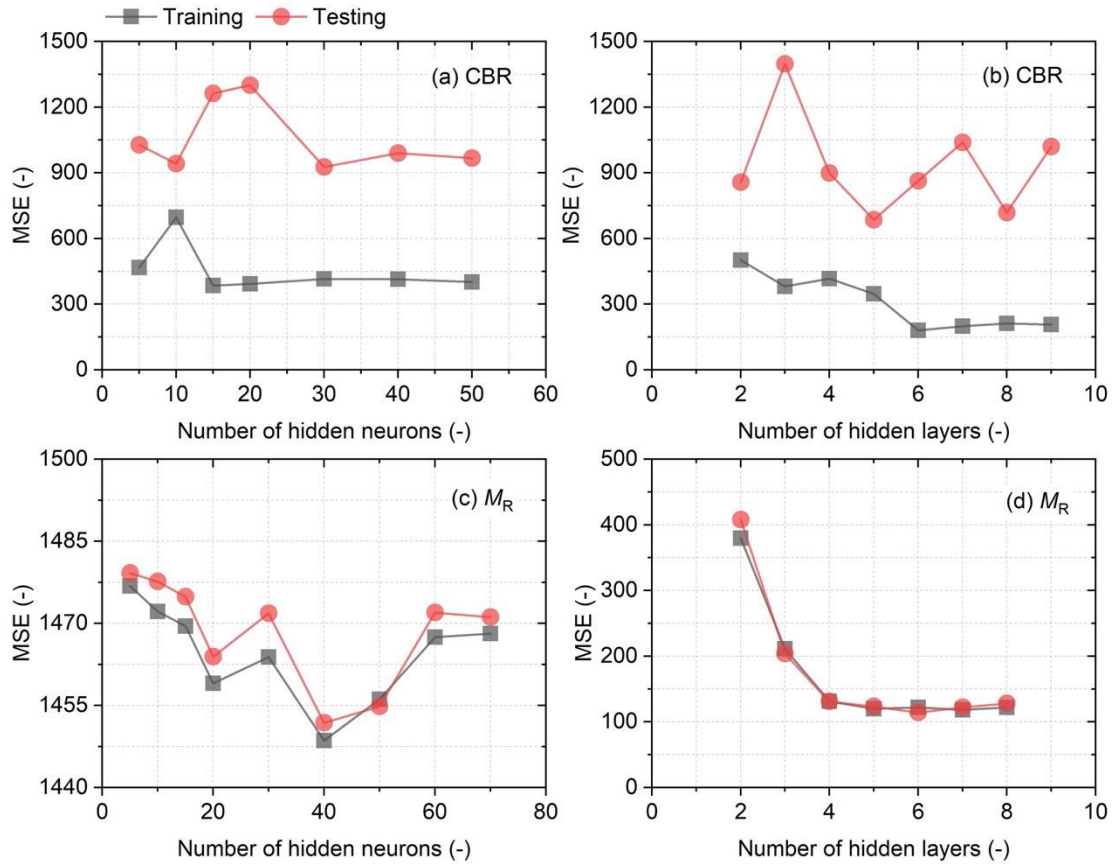 Training Testing
1500
1200
900
600
300
0
MSE (-)
(a) CBR
0 10 20 30 40 50 60
Number of hidden neurons (-)
1500
1200
900
600
300
0
MSE (-)
(b) CBR
0 2 4 6 8 10
Number of hidden layers (-)
1500
1485
1470
1455
1440
MSE (-)
(c) MR
0 20 40 60 80
Number of hidden neurons (-)
500
400
300
200
100
0
MSE (-)
(d) MR
0 2 4 6 8 10
Number of hidden layers (-)